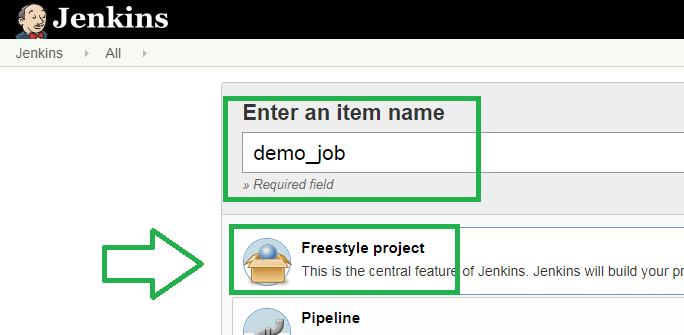 Jenkins
Jenkins All
Enter an item name
demo_job
» Required field
Freestyle project
This is the central feature of Jenkins. Jenkins will build your pr
Pipeline